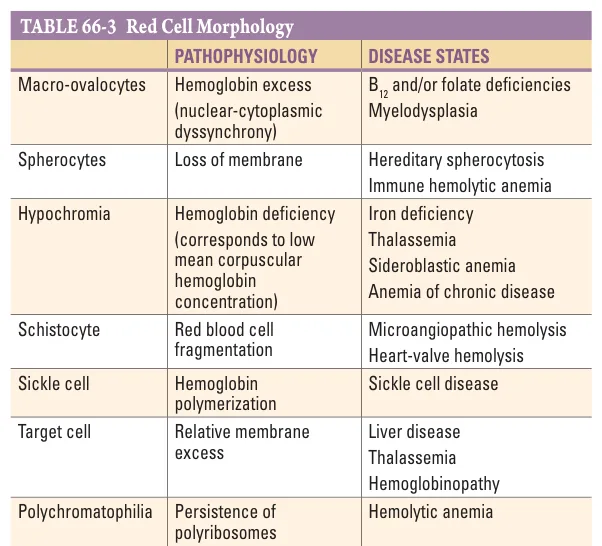 TABLE 66-3 Red Cell Morphology
PATHOPHYSIOLOGY DISEASE STATES
Macro-ovalocytes Hemoglobin excess B12 and/or folate deficiencies
(nuclear-cytoplasmic Myelodysplasia
dyssynchrony)
Spherocytes Loss of membrane Hereditary spherocytosis
Immune hemolytic anemia
Hypochromia Hemoglobin deficiency Iron deficiency
(corresponds to low Thalassemia
mean corpuscular Sideroblastic anemia
hemoglobin Anemia of chronic disease
concentration)
Schistocyte Red blood cell Microangiopathic hemolysis
fragmentation Heart-valve hemolysis
Sickle cell Hemoglobin Sickle cell disease
polymerization
Target cell Relative membrane Liver disease
excess Thalassemia
Hemoglobinopathy
Polychromatophilia Persistence of Hemolytic anemia
polyribosomes